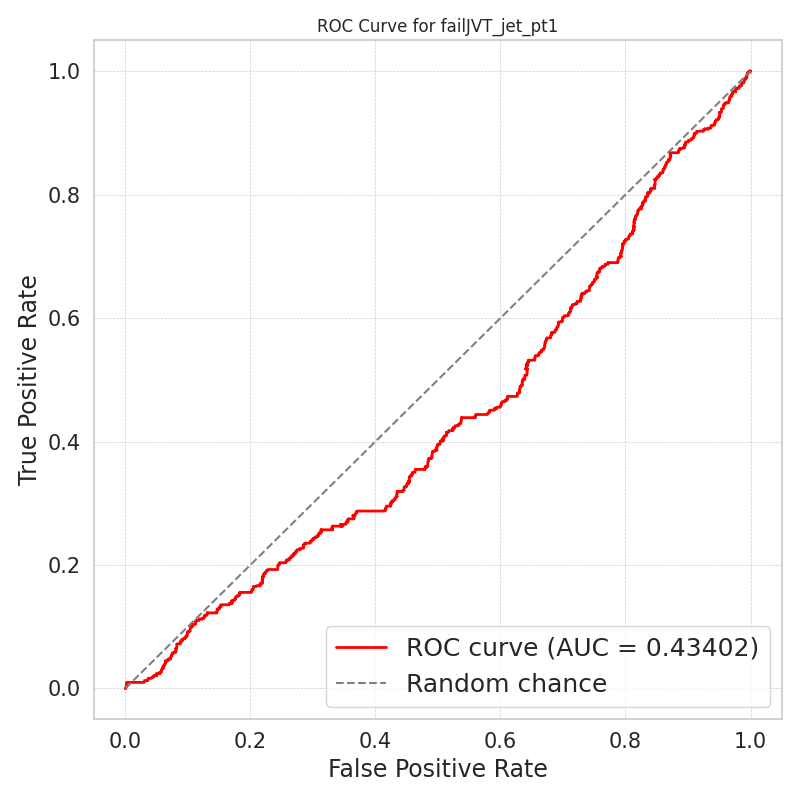 ROC Curve for failJVT_jet_pt1
True Positive Rate
1.0
0.8
0.6
0.4
0.2
0.0
ROC curve (AUC = 0.43402)
Random chance
0.0 0.2 0.4 0.6 0.8 1.0
False Positive Rate